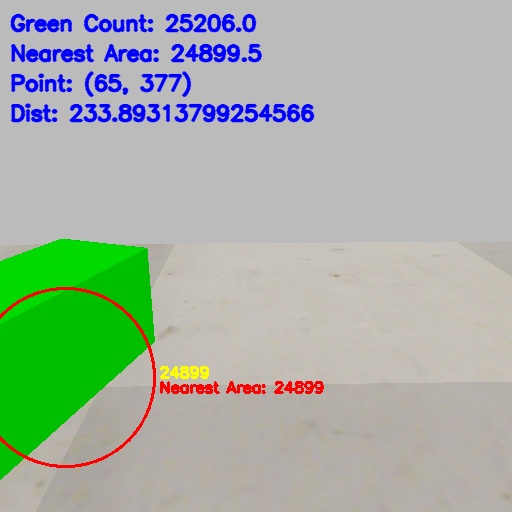 Green Count: 25206.0
Nearest Area: 24899.5
Point: (65, 377)
Dist: 233.89313799254566
24899
Nearest Area: 24899